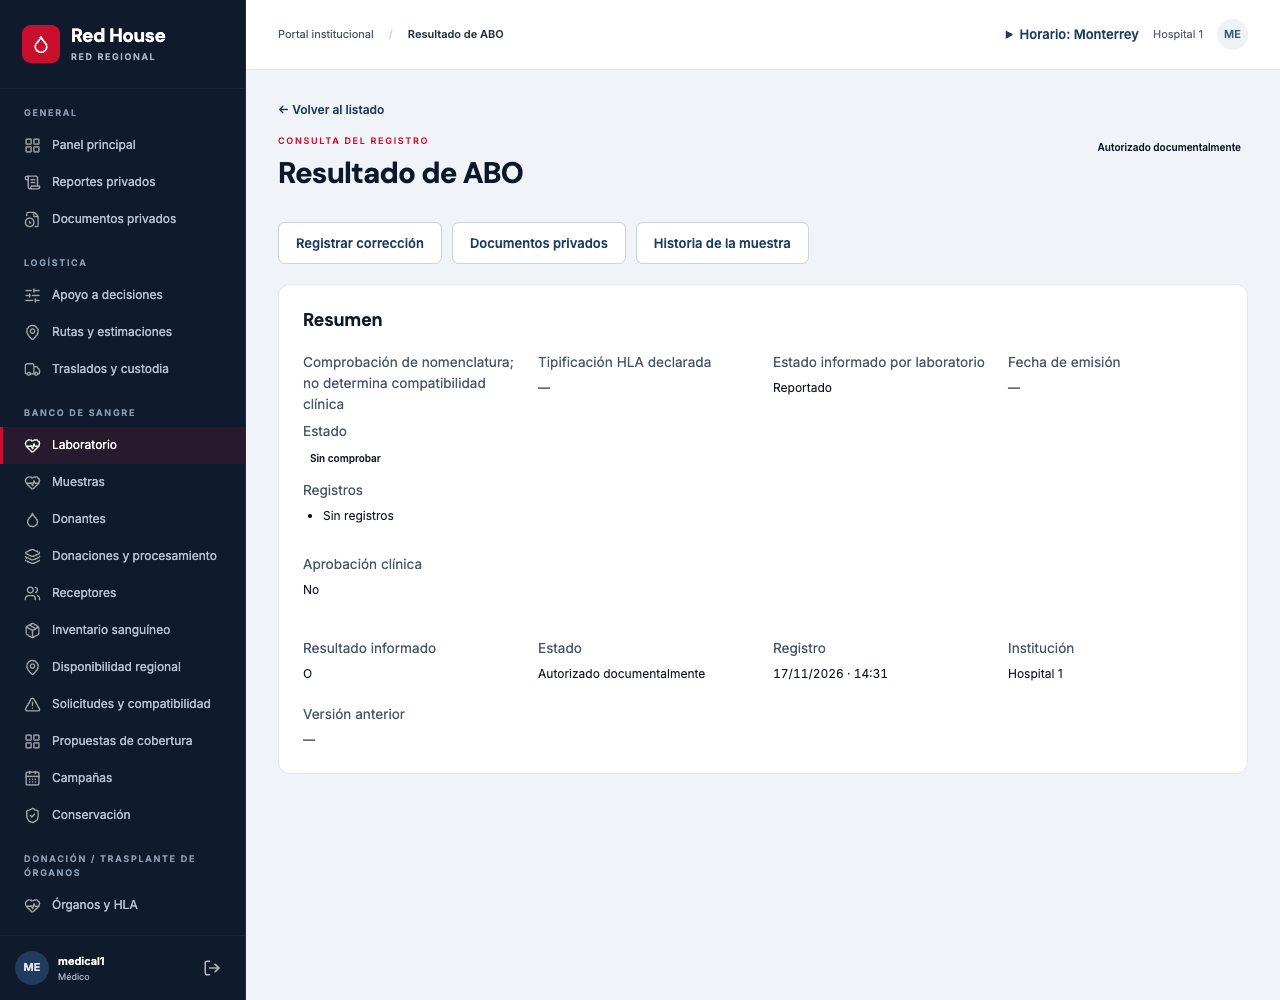 Red House
RED REGIONAL
GENERAL
Panel principal
Reportes privados
Documentos privados
LOGÍSTICA
Apoyo a decisiones
Rutas y estimaciones
Traslados y custodia
BANCO DE SANGRE
Laboratorio
Muestras
Donantes
Donaciones y procesamiento
Receptores
Inventario sanguíneo
Disponibilidad regional
Solicitudes y compatibilidad
Propuestas de cobertura
Campañas
Conservación
DONACIÓN / TRASPLANTE DE
ÓRGANOS
Órganos y HLA
ME
medical1
Médico
Portal institucional / Resultado de ABO
▶ Horario: Monterrey Hospital 1 ME
← Volver al listado
CONSULTA DEL REGISTRO
Resultado de ABO
Autorizado documentalmente
Registrar corrección
Documentos privados
Historia de la muestra
Resumen
Comprobación de nomenclatura;
no determina compatibilidad
clínica
Estado
Sin comprobar
Registros
• Sin registros
Aprobación clínica
No
Tipificación HLA declarada
—
Estado informado por laboratorio
Reportado
Fecha de emisión
—
Resultado informado
O
Estado
Autorizado documentalmente
Registro
17/11/2026 · 14:31
Institución
Hospital 1
Versión anterior
—